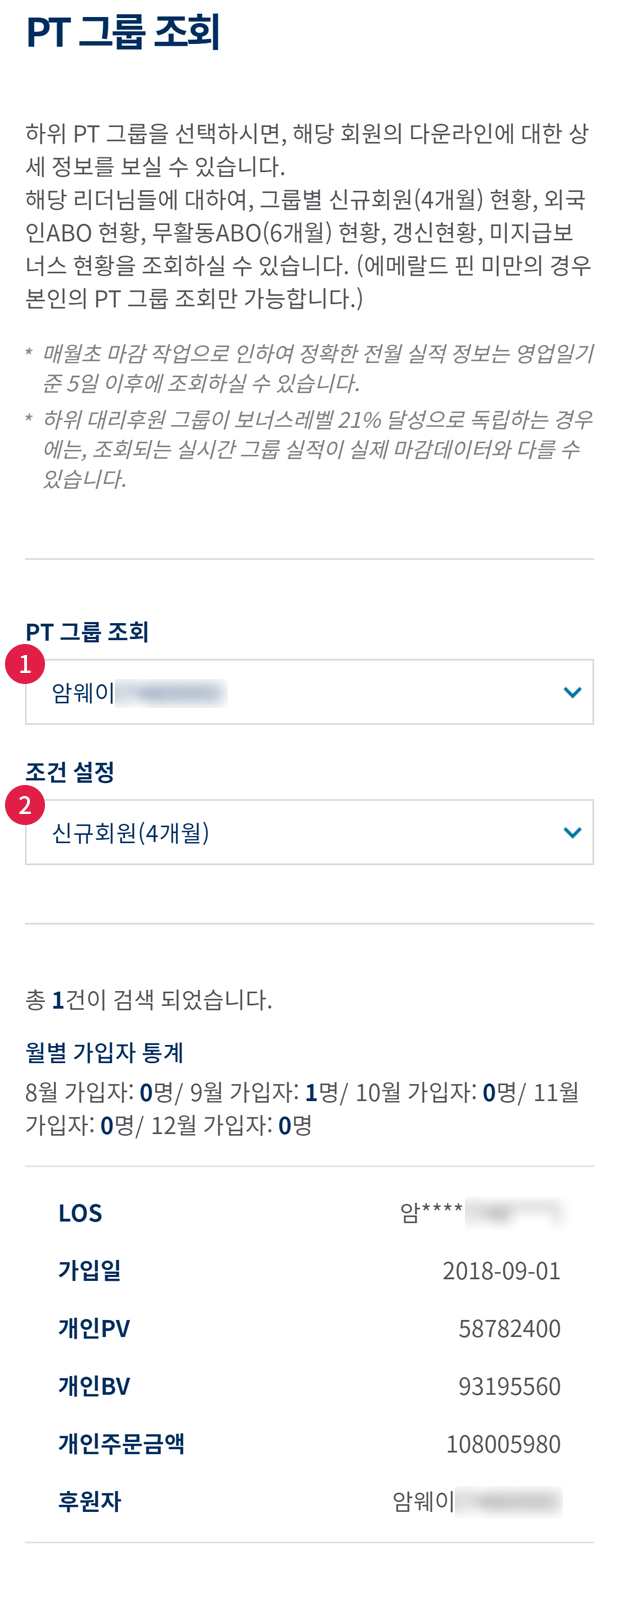 PT 그룹 조회
하위 PT 그룹을 선택하시면, 해당 회원의 다운라인에 대한 상
세 정보를 보실 수 있습니다.
해당 리더님들에 대하여, 그룹별 신규회원(4개월) 현황, 외국
인ABO 현황, 무활동ABO(6개월) 현황, 갱신현황, 미지급보
너스 현황을 조회하실 수 있습니다. (에메랄드 핀 미만의 경우
본인의 PT 그룹 조회만 가능합니다.)
* 매월초 마감 작업으로 인하여 정확한 전월 실적 정보는 영업일기
준 5일 이후에 조회하실 수 있습니다.
* 하위 대리후원 그룹이 보너스레벨 21% 달성으로 독립하는 경우
에는, 조회되는 실시간 그룹 실적이 실제 마감데이터와 다를 수
있습니다.
PT 그룹 조회
1
암웨이
조건 설정
2
신규회원(4개월)
총 1건이 검색 되었습니다.
월별 가입자 통계
8월 가입자: 0명/ 9월 가입자: 1명/ 10월 가입자: 0명/ 11월
가입자: 0명/ 12월 가입자: 0명
LOS 암****
가입일 2018-09-01
개인PV 58782400
개인BV 93195560
개인주문금액 108005980
후원자 암웨이